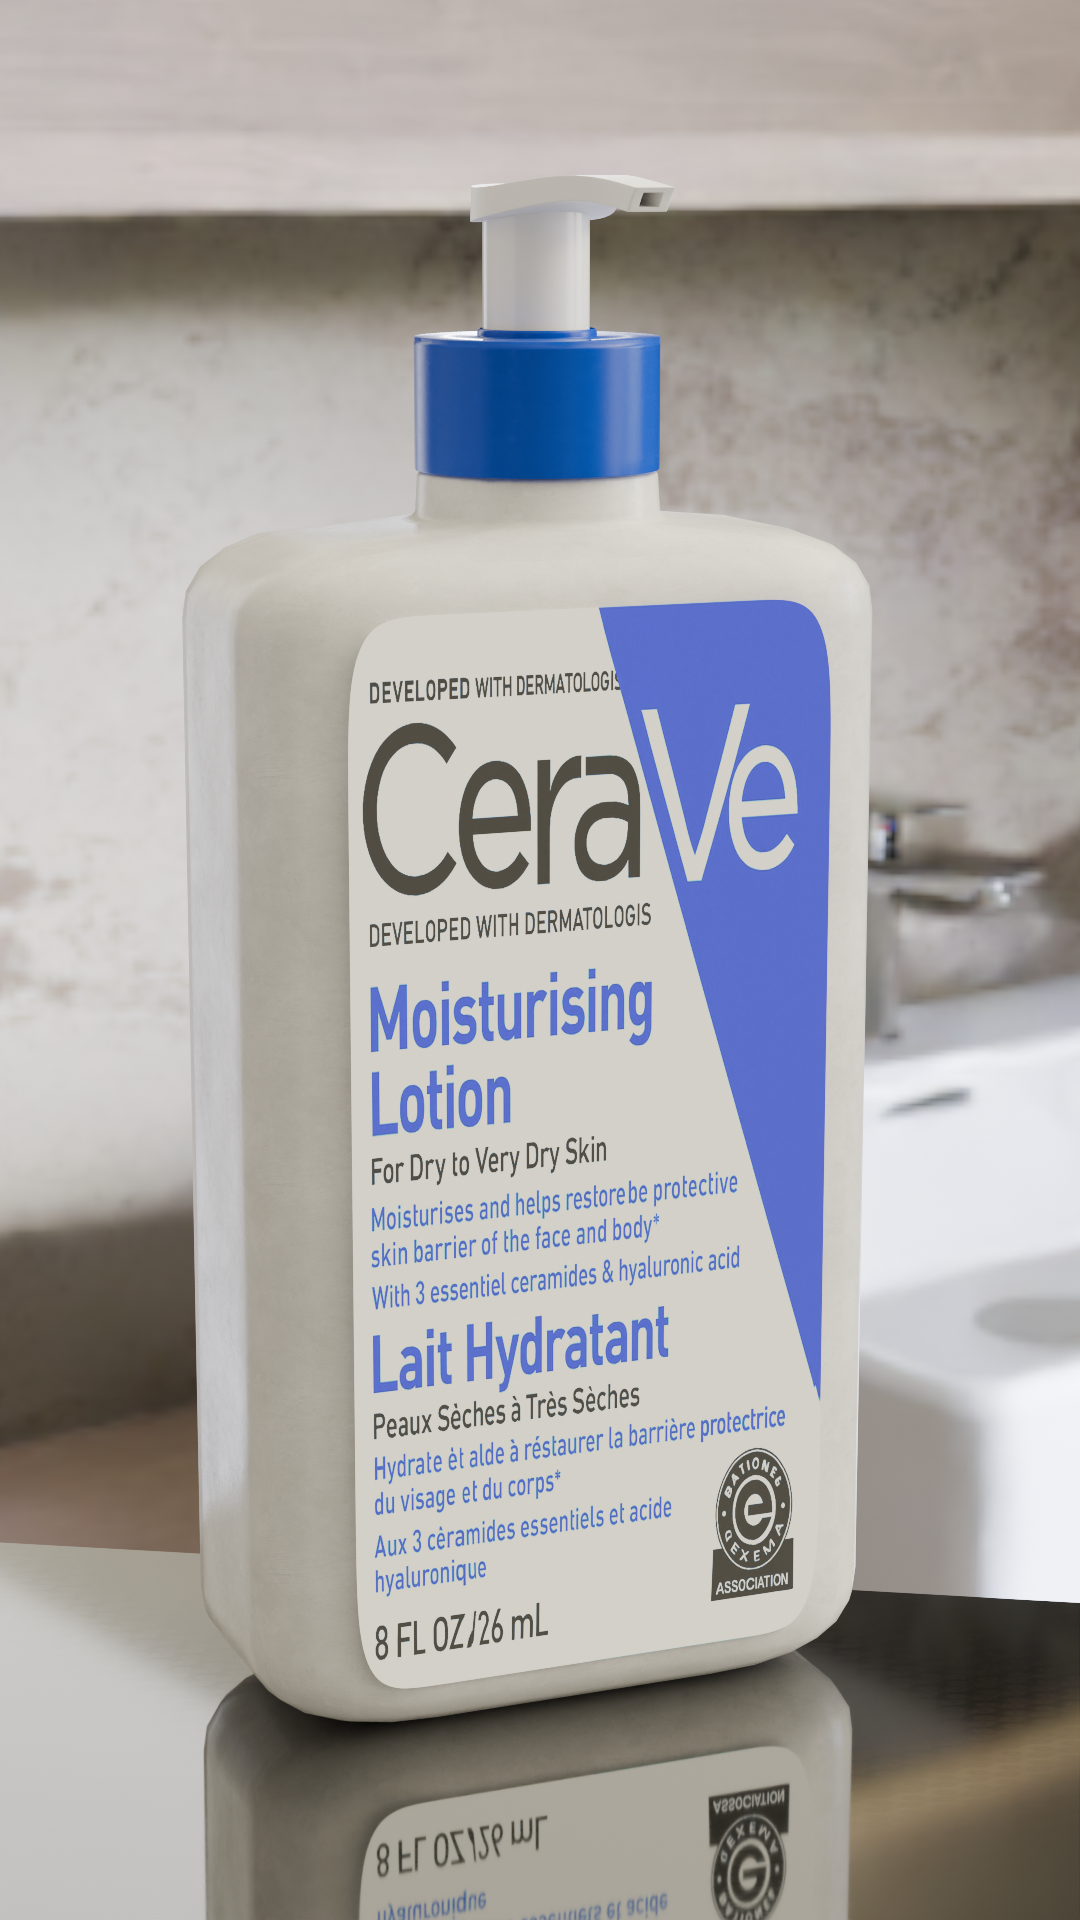 DEVELOPED WITH DERMATOLOGIS
CeraVe
DEVELOPED WITH DERMATOLOGIS
Moisturising
Lotion
For Dry to Very Dry Skin
Moisturises and helps restore be protective
skin barrier of the face and body*
With 3 essentiel ceramides & hyaluronic acid
Lait Hydratant
Peaux Sèches à Très Sèches
Hydrate èt alde à réstaurer la barrière protectrice
du visage et du corps*
Aux 3 cèramides essentiels et acide
hyaluronique
BATIONE&
e
DEXEMA
ASSOCIATION
8 FL OZ/26 mL